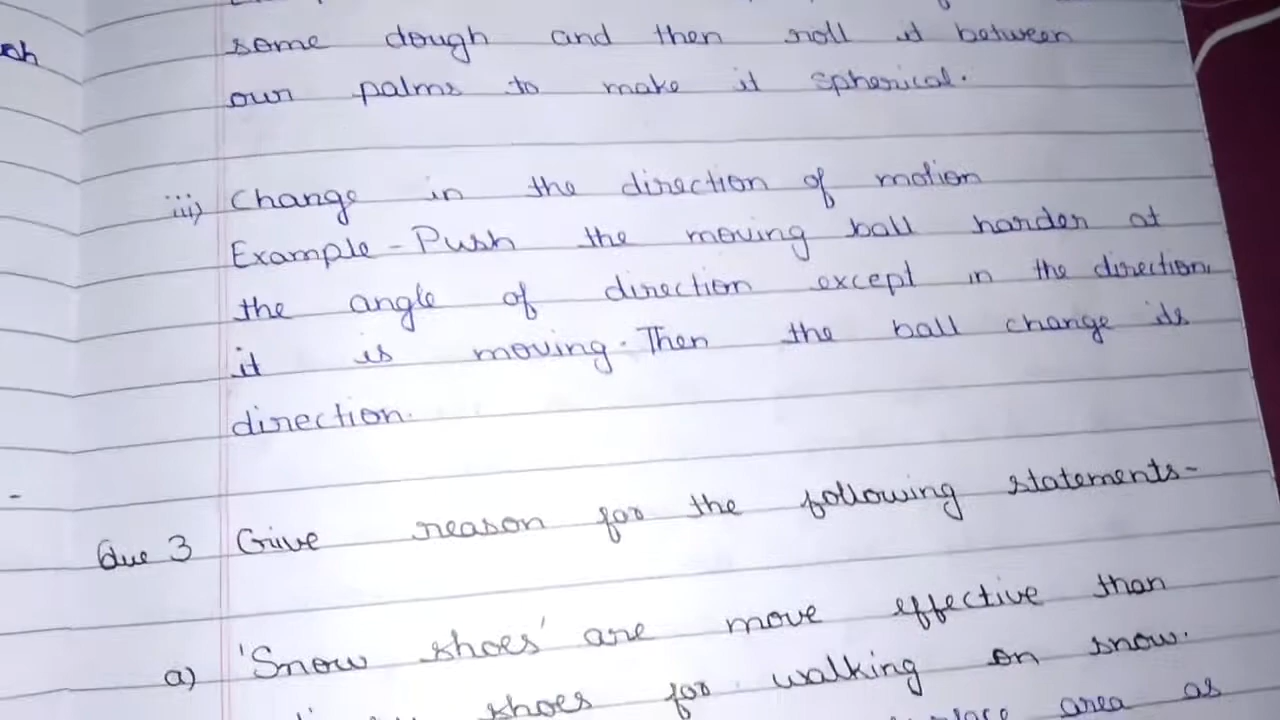 some dough and then roll it between
our palms to make it spherical.
iii) Change in the direction of motion
Example - Push the moving ball harder at
the angle of direction except in the direction
it is moving. Then the ball change its
direction.
Que 3 Give reason for the following statements -
a) 'Snow shoes' are move effective than
shoes for walking on snow.
area as